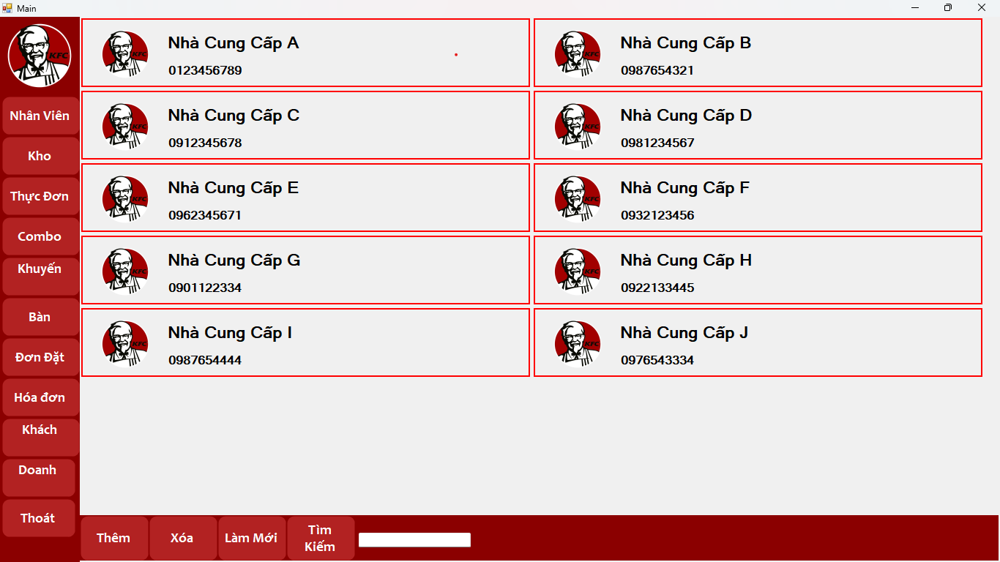 Main
KFC
Nhân Viên
Kho
Thực Đơn
Combo
Khuyến
Bàn
Đơn Đặt
Hóa đơn
Khách
Doanh
Thoát
KFC
Nhà Cung Cấp A
0123456789
KFC
Nhà Cung Cấp B
0987654321
KFC
Nhà Cung Cấp C
0912345678
KFC
Nhà Cung Cấp D
0981234567
KFC
Nhà Cung Cấp E
0962345671
KFC
Nhà Cung Cấp F
0932123456
KFC
Nhà Cung Cấp G
0901122334
KFC
Nhà Cung Cấp H
0922133445
KFC
Nhà Cung Cấp I
0987654444
KFC
Nhà Cung Cấp J
0976543334
Thêm
Xóa
Làm Mới
Tìm
Kiếm